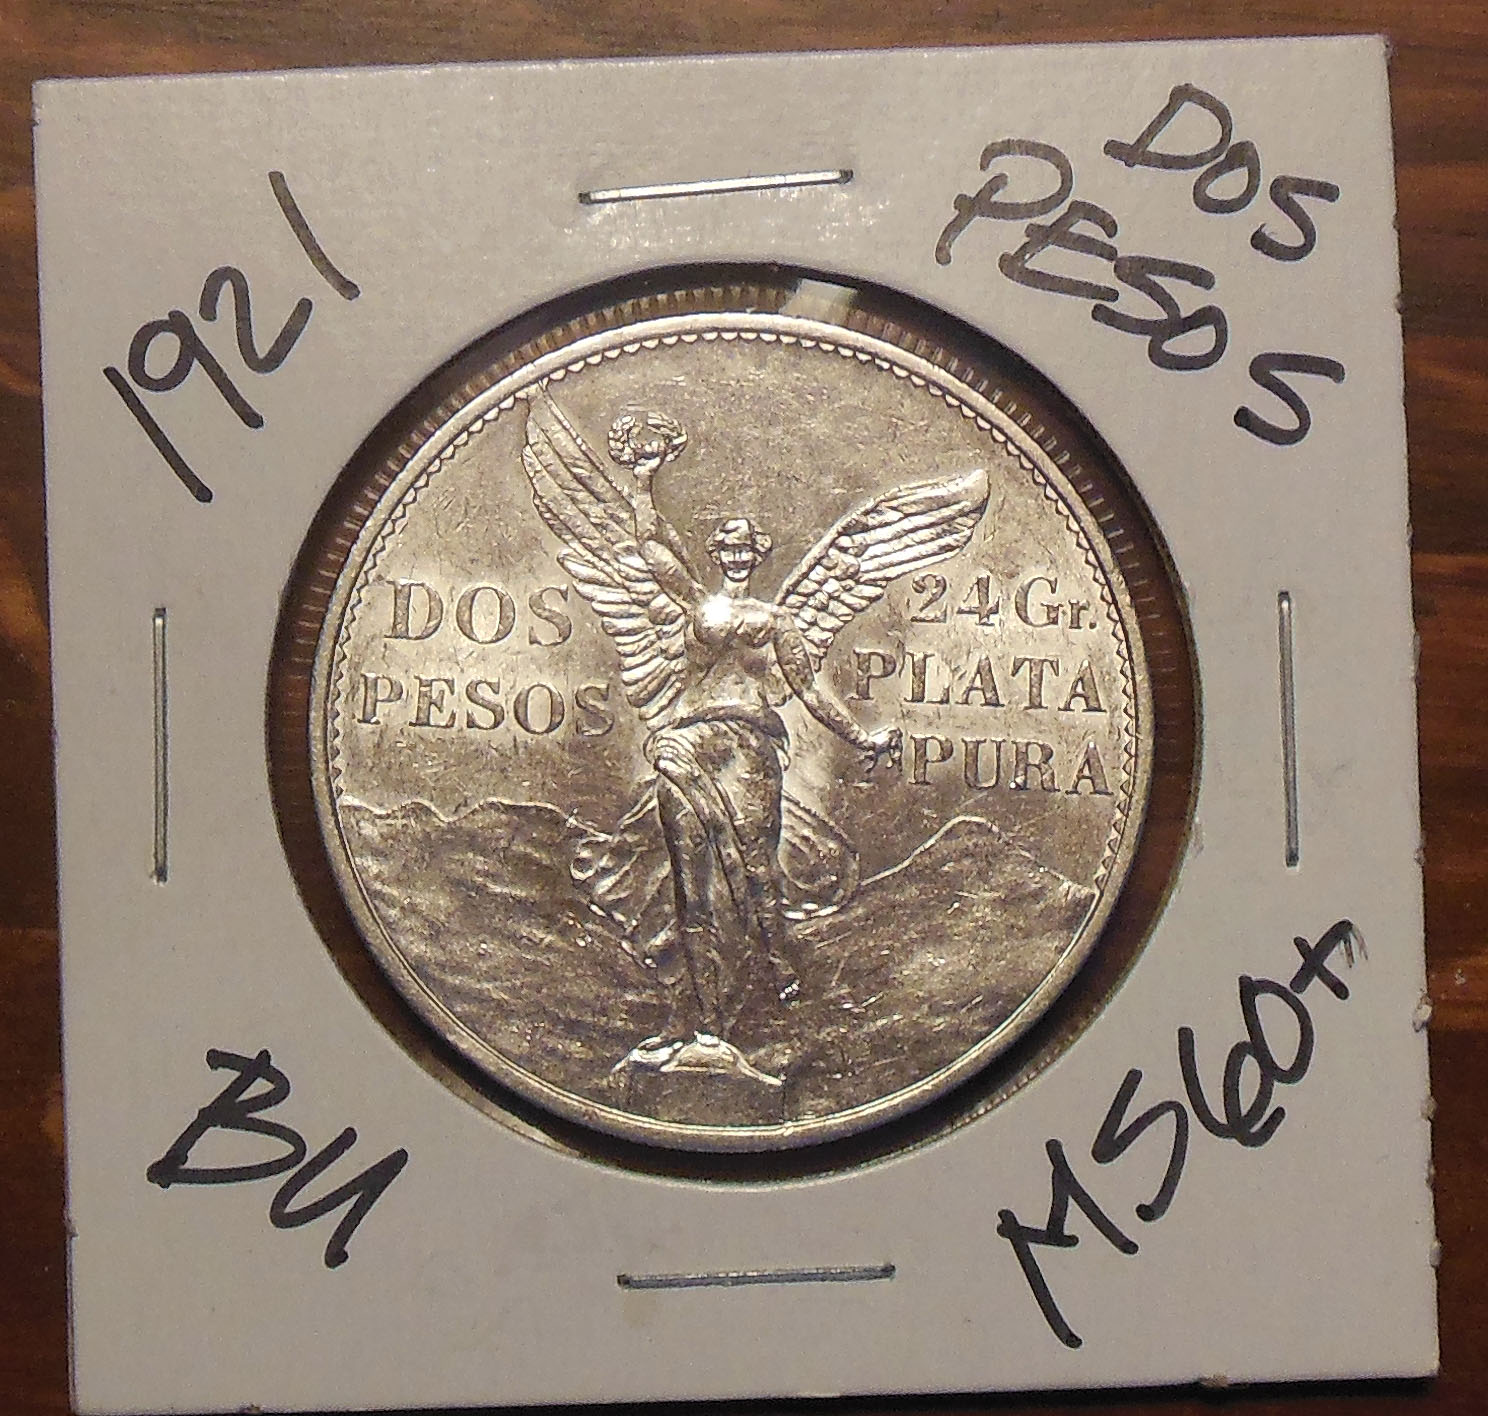 1921
DOS
PESOS
DOS
PESOS
24 Gr.
PLATA
PURA
BU
MS60+